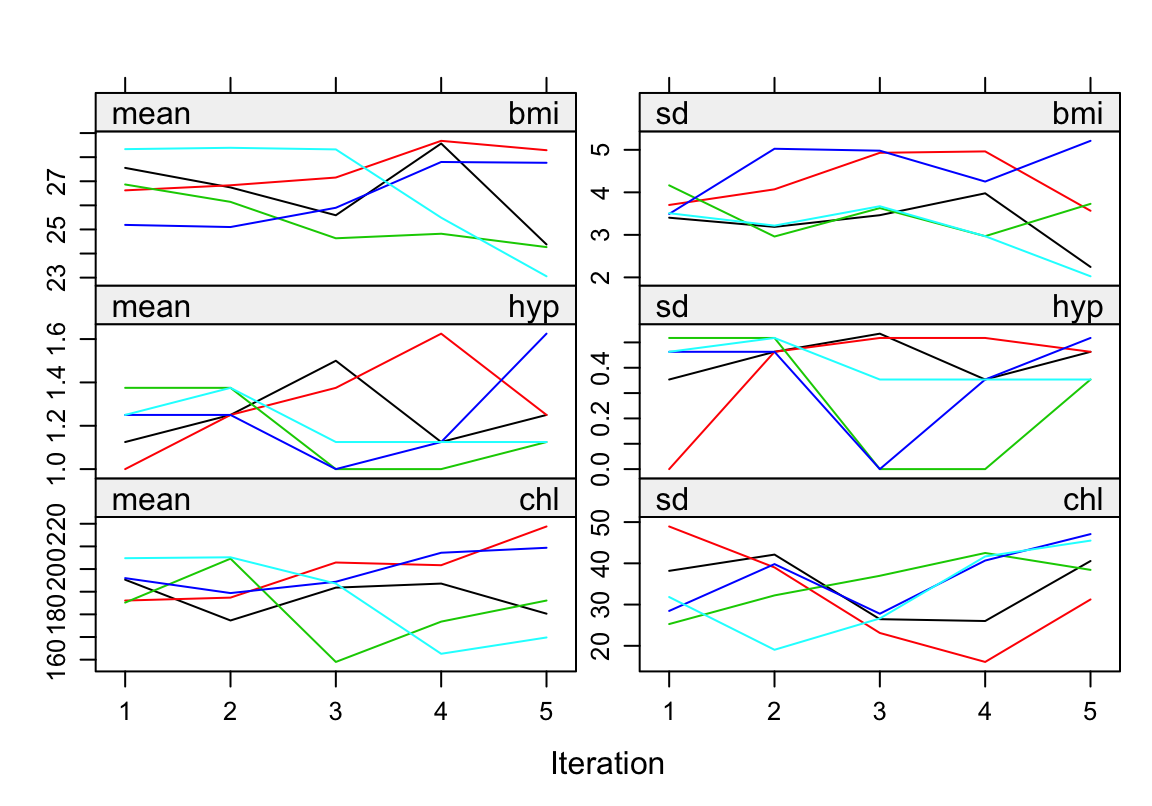 mean bmi sd bmi
23 25 27
2 3 4 5
mean hyp sd hyp
1.0 1.2 1.4 1.6
0.0 0.2 0.4
mean chl sd chl
160 180 200 220
20 30 40 50
1 2 3 4 5 1 2 3 4 5
Iteration